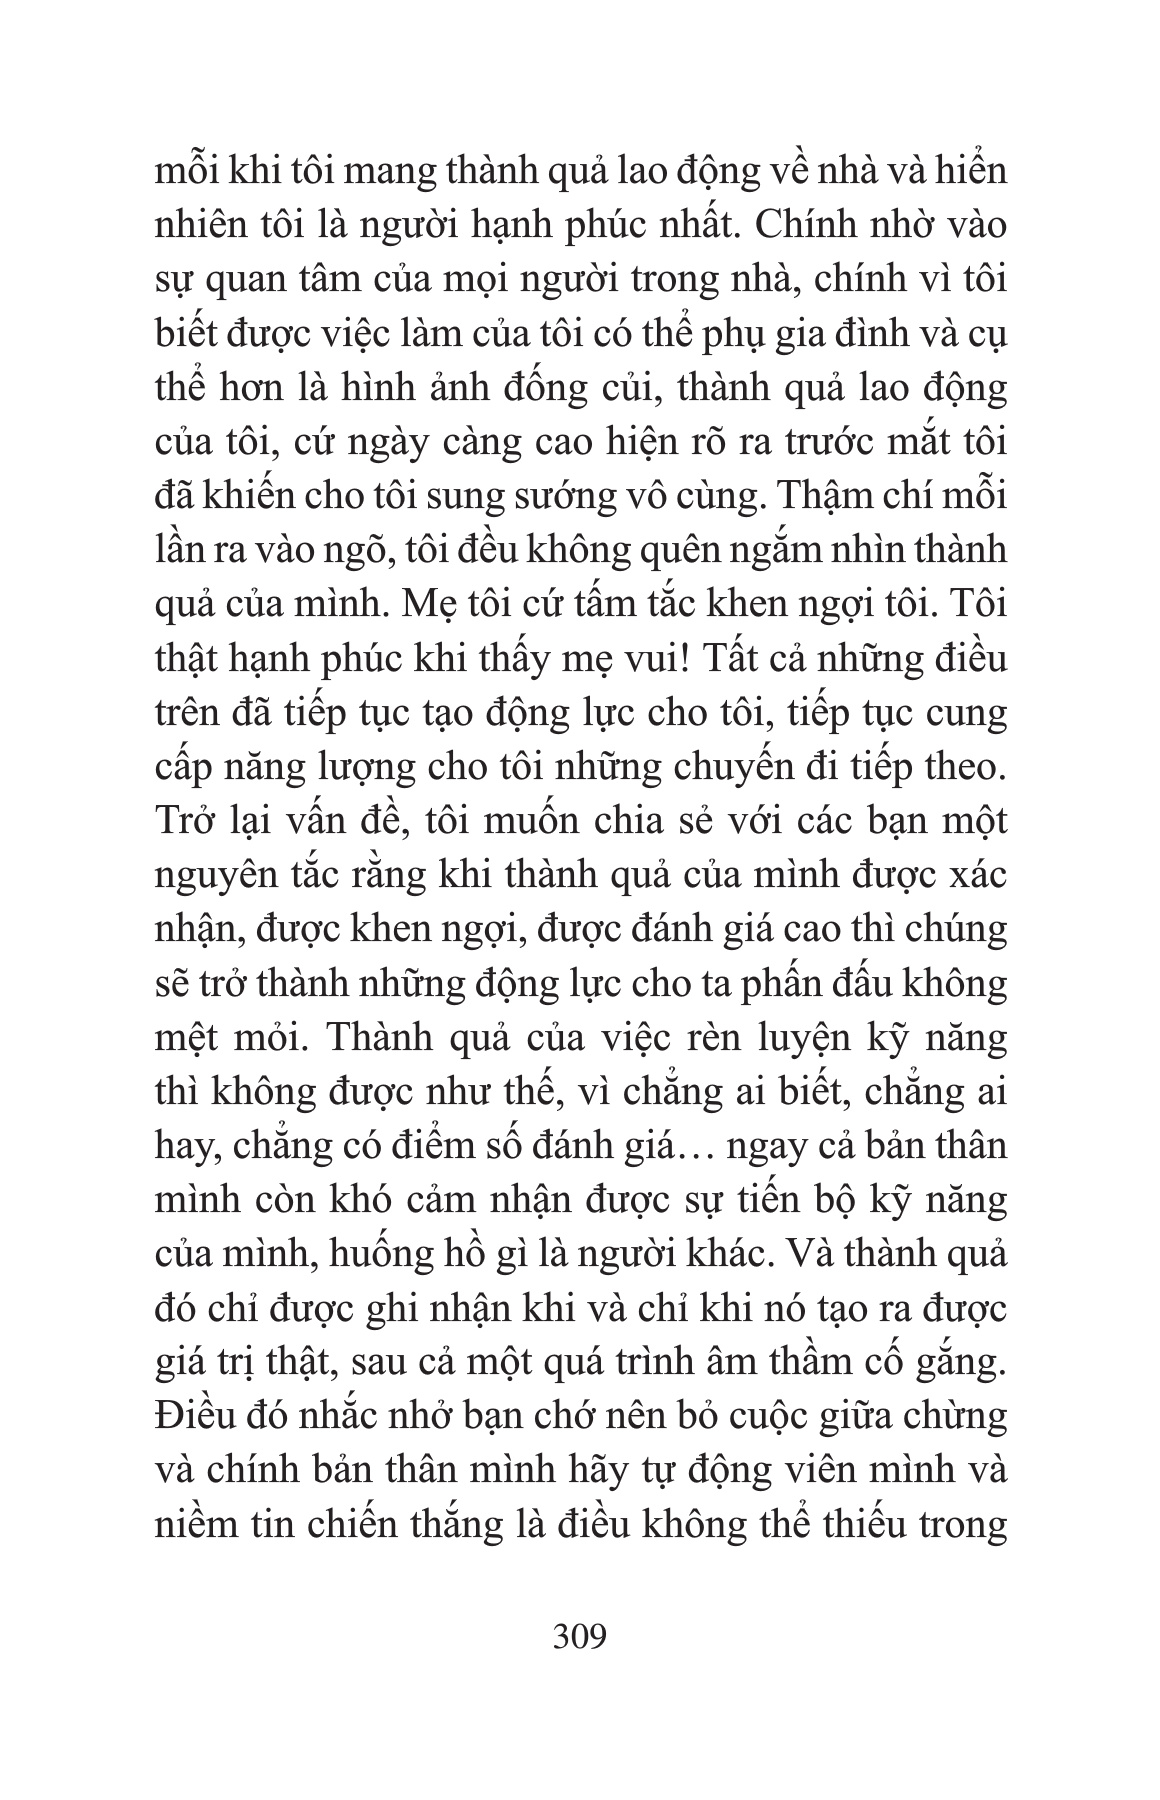 mỗi khi tôi mang thành quả lao động về nhà và hiển
nhiên tôi là người hạnh phúc nhất. Chính nhờ vào
sự quan tâm của mọi người trong nhà, chính vì tôi
biết được việc làm của tôi có thể phụ gia đình và cụ
thể hơn là hình ảnh đống củi, thành quả lao động
của tôi, cứ ngày càng cao hiện rõ ra trước mắt tôi
đã khiến cho tôi sung sướng vô cùng. Thậm chí mỗi
lần ra vào ngõ, tôi đều không quên ngắm nhìn thành
quả của mình. Mẹ tôi cứ tấm tắc khen ngợi tôi. Tôi
thật hạnh phúc khi thấy mẹ vui! Tất cả những điều
trên đã tiếp tục tạo động lực cho tôi, tiếp tục cung
cấp năng lượng cho tôi những chuyến đi tiếp theo.
Trở lại vấn đề, tôi muốn chia sẻ với các bạn một
nguyên tắc rằng khi thành quả của mình được xác
nhận, được khen ngợi, được đánh giá cao thì chúng
sẽ trở thành những động lực cho ta phấn đấu không
mệt mỏi. Thành quả của việc rèn luyện kỹ năng
thì không được như thế, vì chẳng ai biết, chẳng ai
hay, chẳng có điểm số đánh giá… ngay cả bản thân
mình còn khó cảm nhận được sự tiến bộ kỹ năng
của mình, huống hồ gì là người khác. Và thành quả
đó chỉ được ghi nhận khi và chỉ khi nó tạo ra được
giá trị thật, sau cả một quá trình âm thầm cố gắng.
Điều đó nhắc nhở bạn chớ nên bỏ cuộc giữa chừng
và chính bản thân mình hãy tự động viên mình và
niềm tin chiến thắng là điều không thể thiếu trong
309